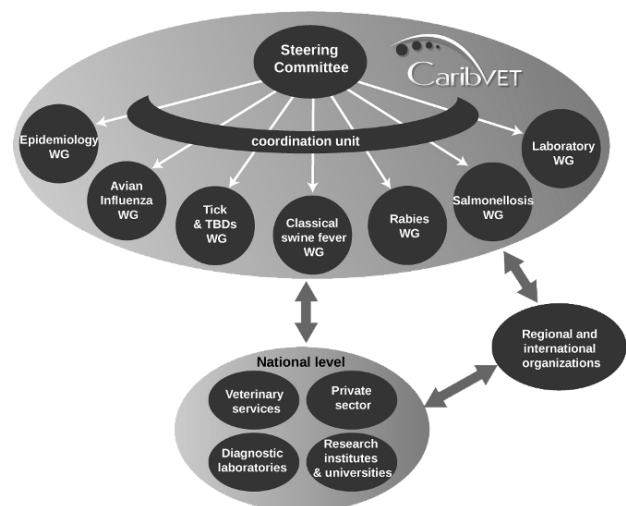 Steering
Committee
CaribVET
coordination unit
Epidemiology
WG
Avian
Influenza
WG
Tick
& TBDs
WG
Classical
swine fever
WG
Rabies
WG
Salmonellosis
WG
Laboratory
WG
Regional and
international
organizations
National level
Veterinary
services
Private
sector
Diagnostic
laboratories
Research
institutes
& universities